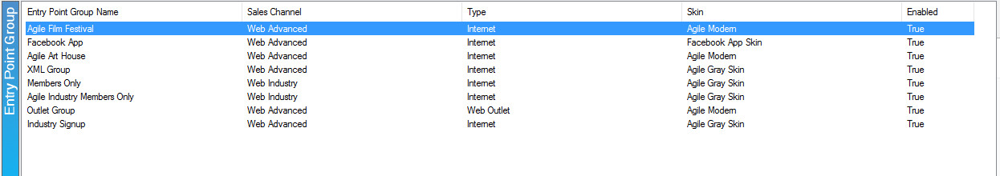 Entry Point Group
Entry Point Group Name Sales Channel Type Skin Enabled
Agile Film Festival Web Advanced Internet Agile Modern True
Facebook App Web Advanced Internet Facebook App Skin True
Agile Art House Web Advanced Internet Agile Modern True
XML Group Web Advanced Internet Agile Gray Skin True
Members Only Web Industry Internet Agile Gray Skin True
Agile Industry Members Only Web Industry Internet Agile Gray Skin True
Outlet Group Web Advanced Web Outlet Agile Modern True
Industry Signup Web Advanced Internet Agile Gray Skin True